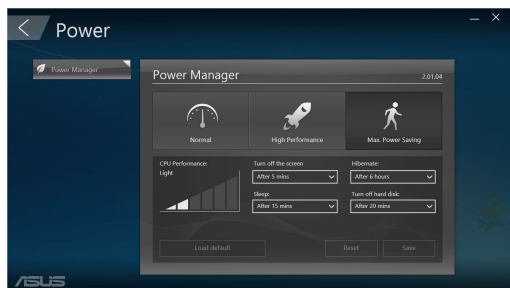 Power
Power Manager
Power Manager 2.01.04
Normal High Performance Max. Power Saving
CPU Performance: Turn off the screen Hibernate:
Light After 5 mins After 6 hours
Sleep: Turn off hard disk:
After 15 mins After 20 mins
Load default Reset Save
ASUS